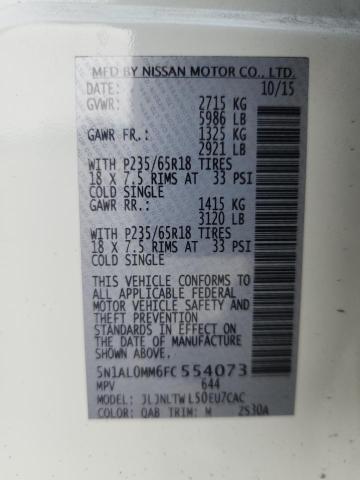 MFD BY NISSAN MOTOR CO., LTD.
DATE: 10/15
GVWR: 2715 KG
5986 LB
GAWR FR.: 1325 KG
2921 LB
WITH P235/65R18 TIRES
18 X 7.5 RIMS AT 33 PSI
COLD SINGLE
GAWR RR.: 1415 KG
3120 LB
WITH P235/65R18 TIRES
18 X 7.5 RIMS AT 33 PSI
COLD SINGLE
THIS VEHICLE CONFORMS TO
ALL APPLICABLE FEDERAL
MOTOR VEHICLE SAFETY AND
THEFT PREVENTION
STANDARDS IN EFFECT ON
THE DATE OF MANUFACTURE
SHOWN ABOVE.
5N1AL0MM6FC 554073
MPV 644
MODEL: JLJNLTW L50EU7CAC
COLOR: QAB TRIM: W 2S30A